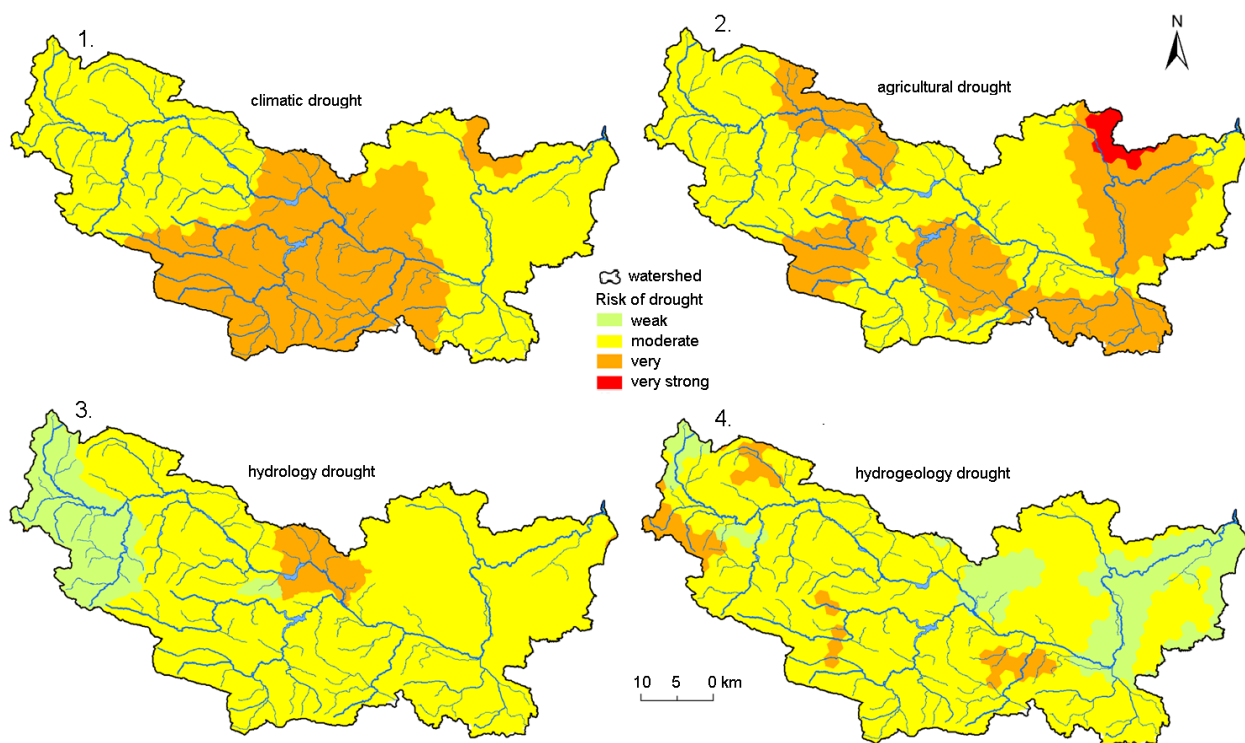 1.
climatic drought
2.
agricultural drought
N
watershed
Risk of drought
weak
moderate
very
very strong
3.
hydrology drought
4.
hydrogeology drought
10 5 0 km